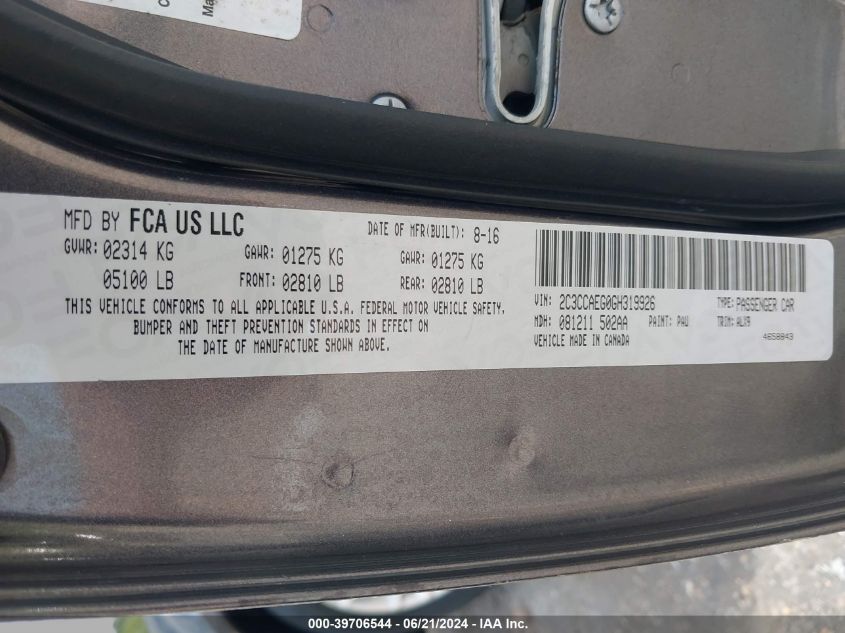 MFD BY FCA US LLC
DATE OF MFR(BUILT): 8-16
GVWR: 02314 KG GAWR: 01275 KG GAWR: 01275 KG
05100 LB FRONT: 02810 LB REAR: 02810 LB
THIS VEHICLE CONFORMS TO ALL APPLICABLE U.S.A. FEDERAL MOTOR VEHICLE SAFETY,
BUMPER AND THEFT PREVENTION STANDARDS IN EFFECT ON
THE DATE OF MANUFACTURE SHOWN ABOVE.
VIN: 2C3CCAEG0GH319926 TYPE: PASSENGER CAR
MDH: 081211 502AA PAINT: PAU TRIM: ALX9
VEHICLE MADE IN CANADA 4658843
000-39706544 - 06/21/2024 - IAA Inc.